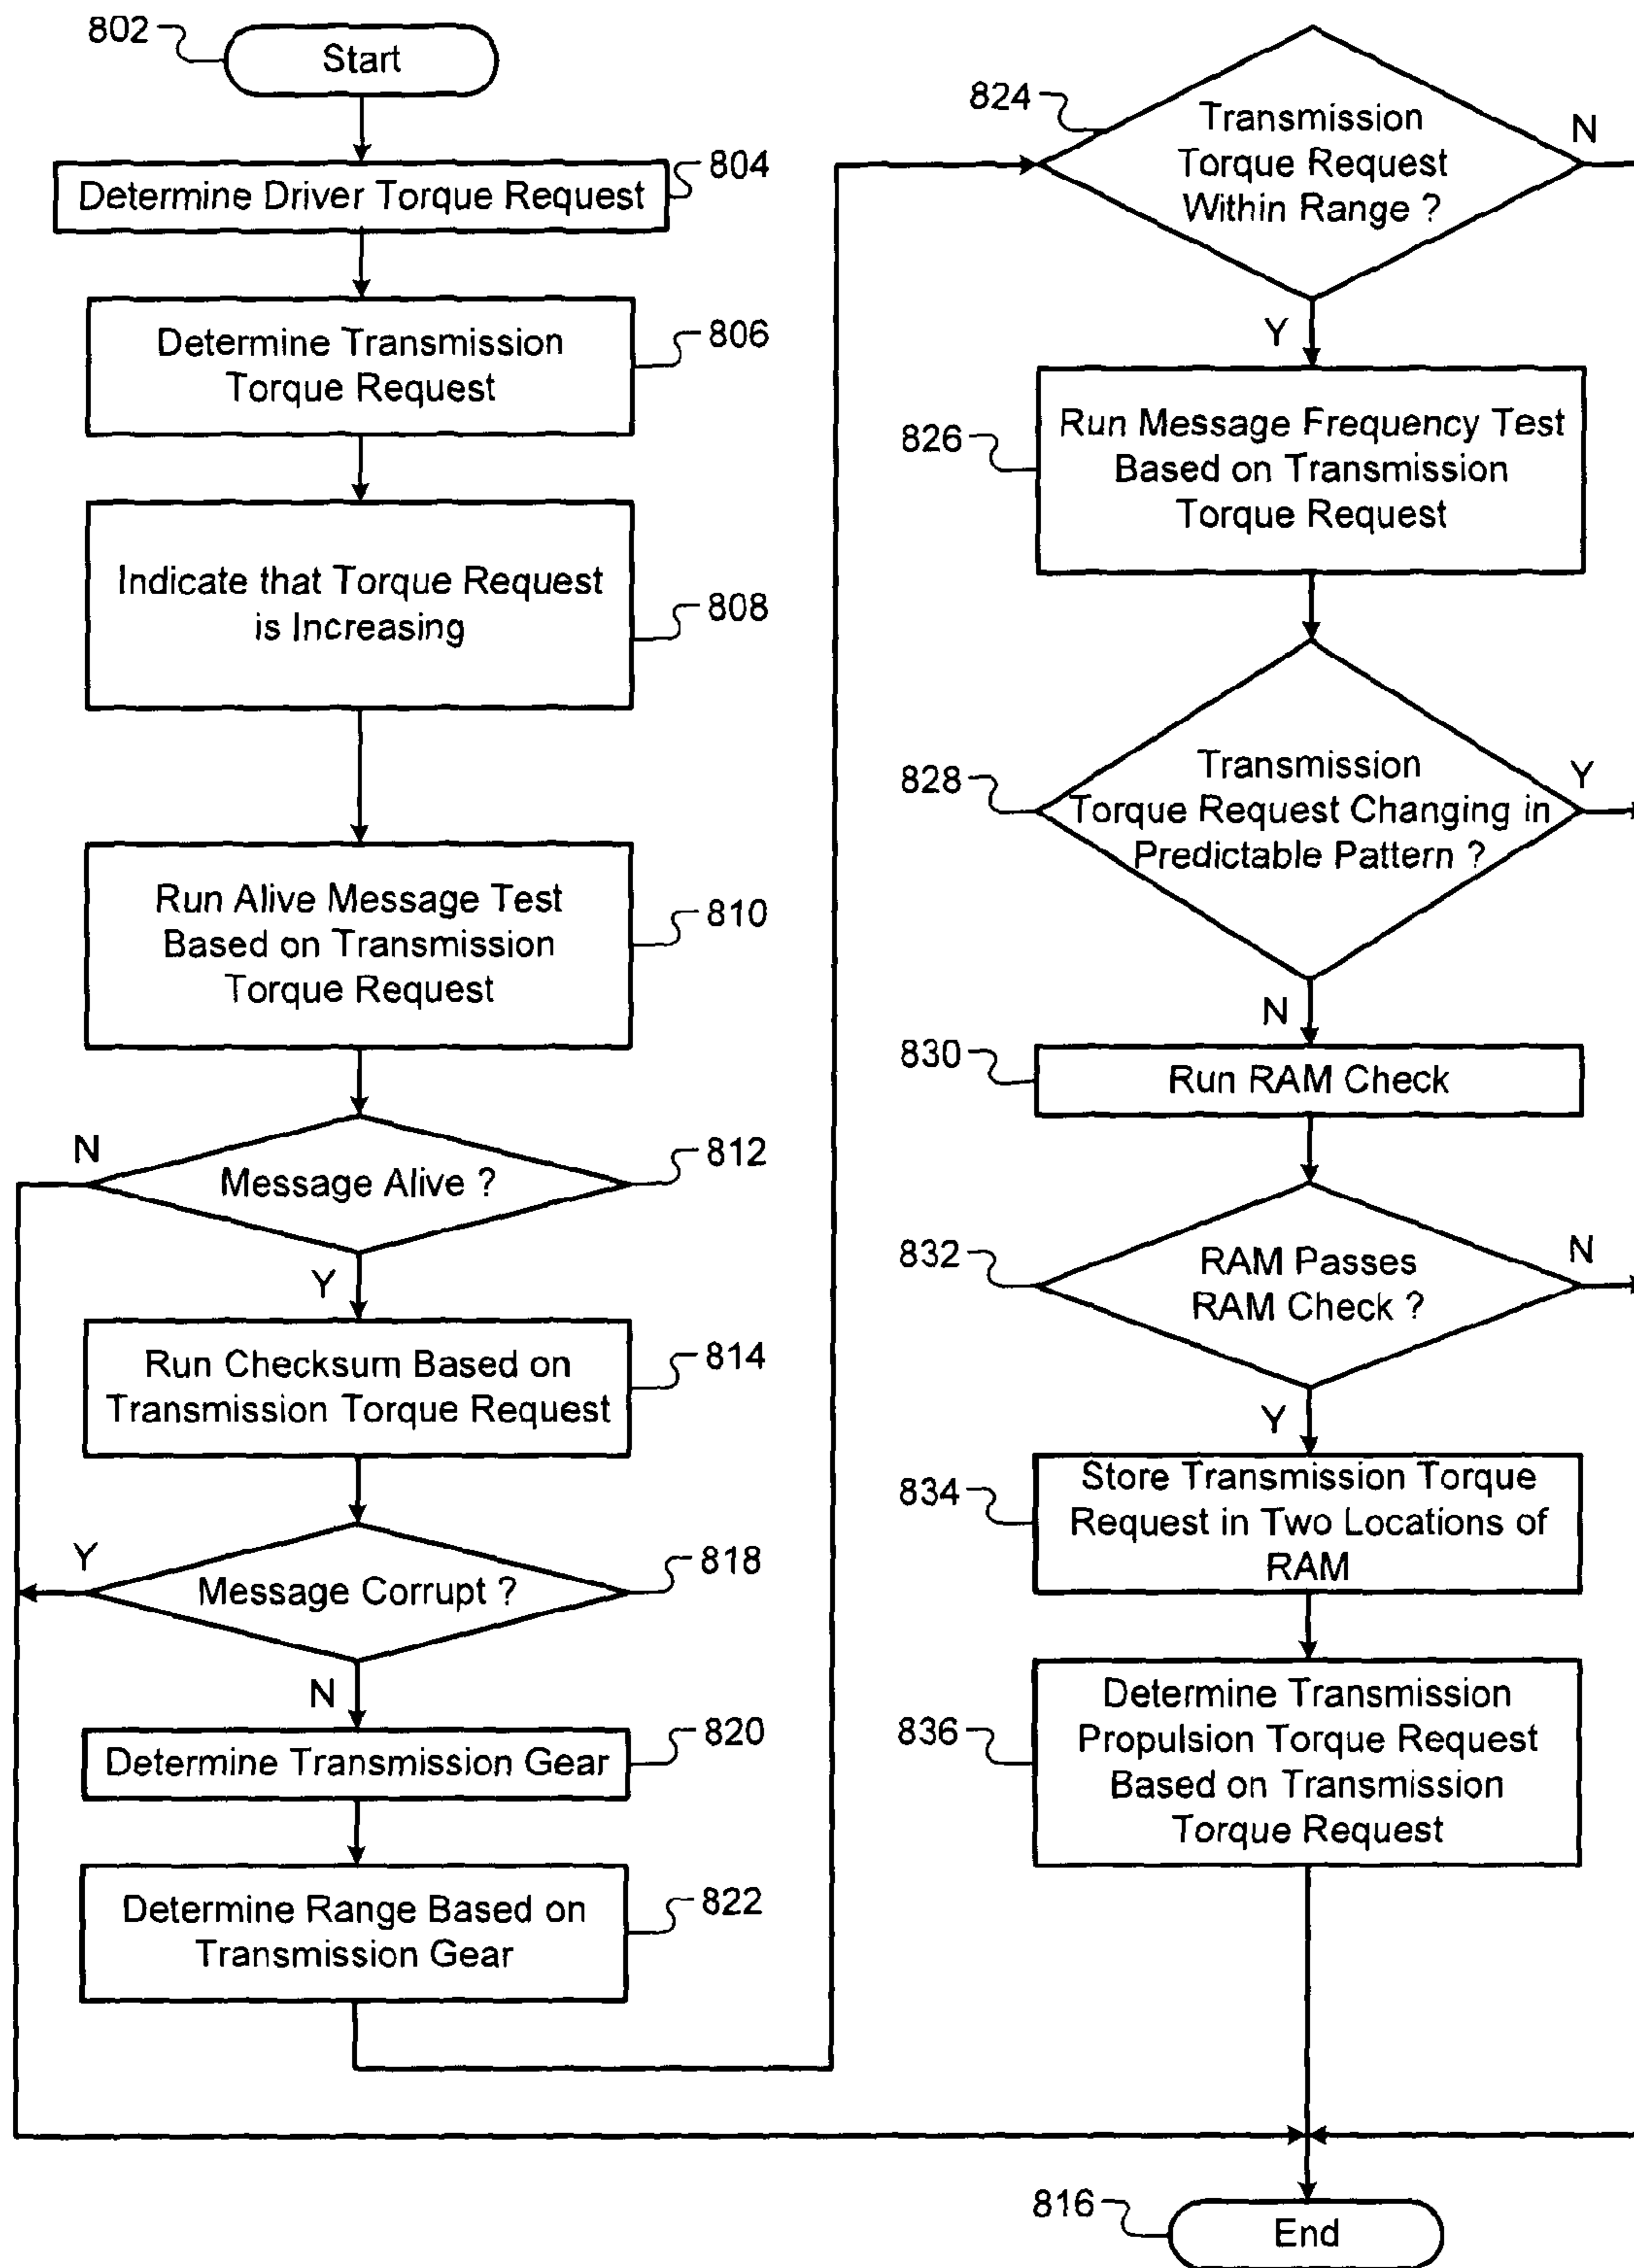 802
Start
804
Determine Driver Torque Request
806
Determine Transmission
Torque Request
808
Indicate that Torque Request
is Increasing
810
Run Alive Message Test
Based on Transmission
Torque Request
812
N
Message Alive ?
Y
814
Run Checksum Based on
Transmission Torque Request
818
Y
Message Corrupt ?
N
820
Determine Transmission Gear
822
Determine Range Based on
Transmission Gear
824
Transmission
Torque Request
Within Range ?
N
Y
826
Run Message Frequency Test
Based on Transmission
Torque Request
828
Transmission
Torque Request Changing in
Predictable Pattern ?
Y
N
830
Run RAM Check
832
RAM Passes
RAM Check ?
N
Y
834
Store Transmission Torque
Request in Two Locations of
RAM
836
Determine Transmission
Propulsion Torque Request
Based on Transmission
Torque Request
816
End